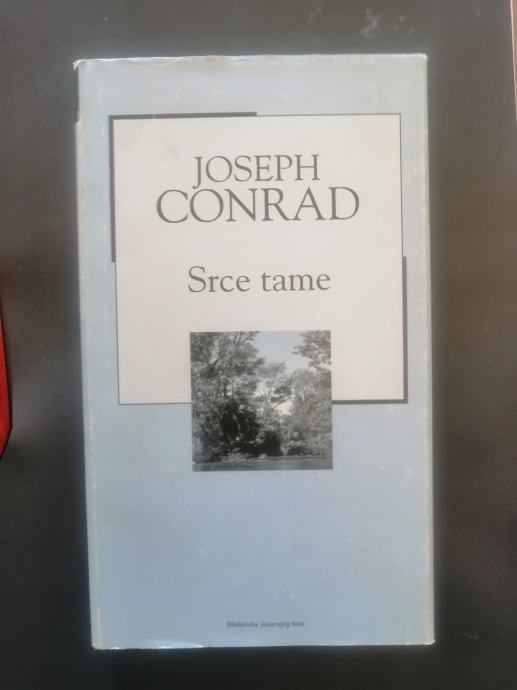 JOSEPH
CONRAD
Srce tame
Biblioteka Jutarnjeg lista